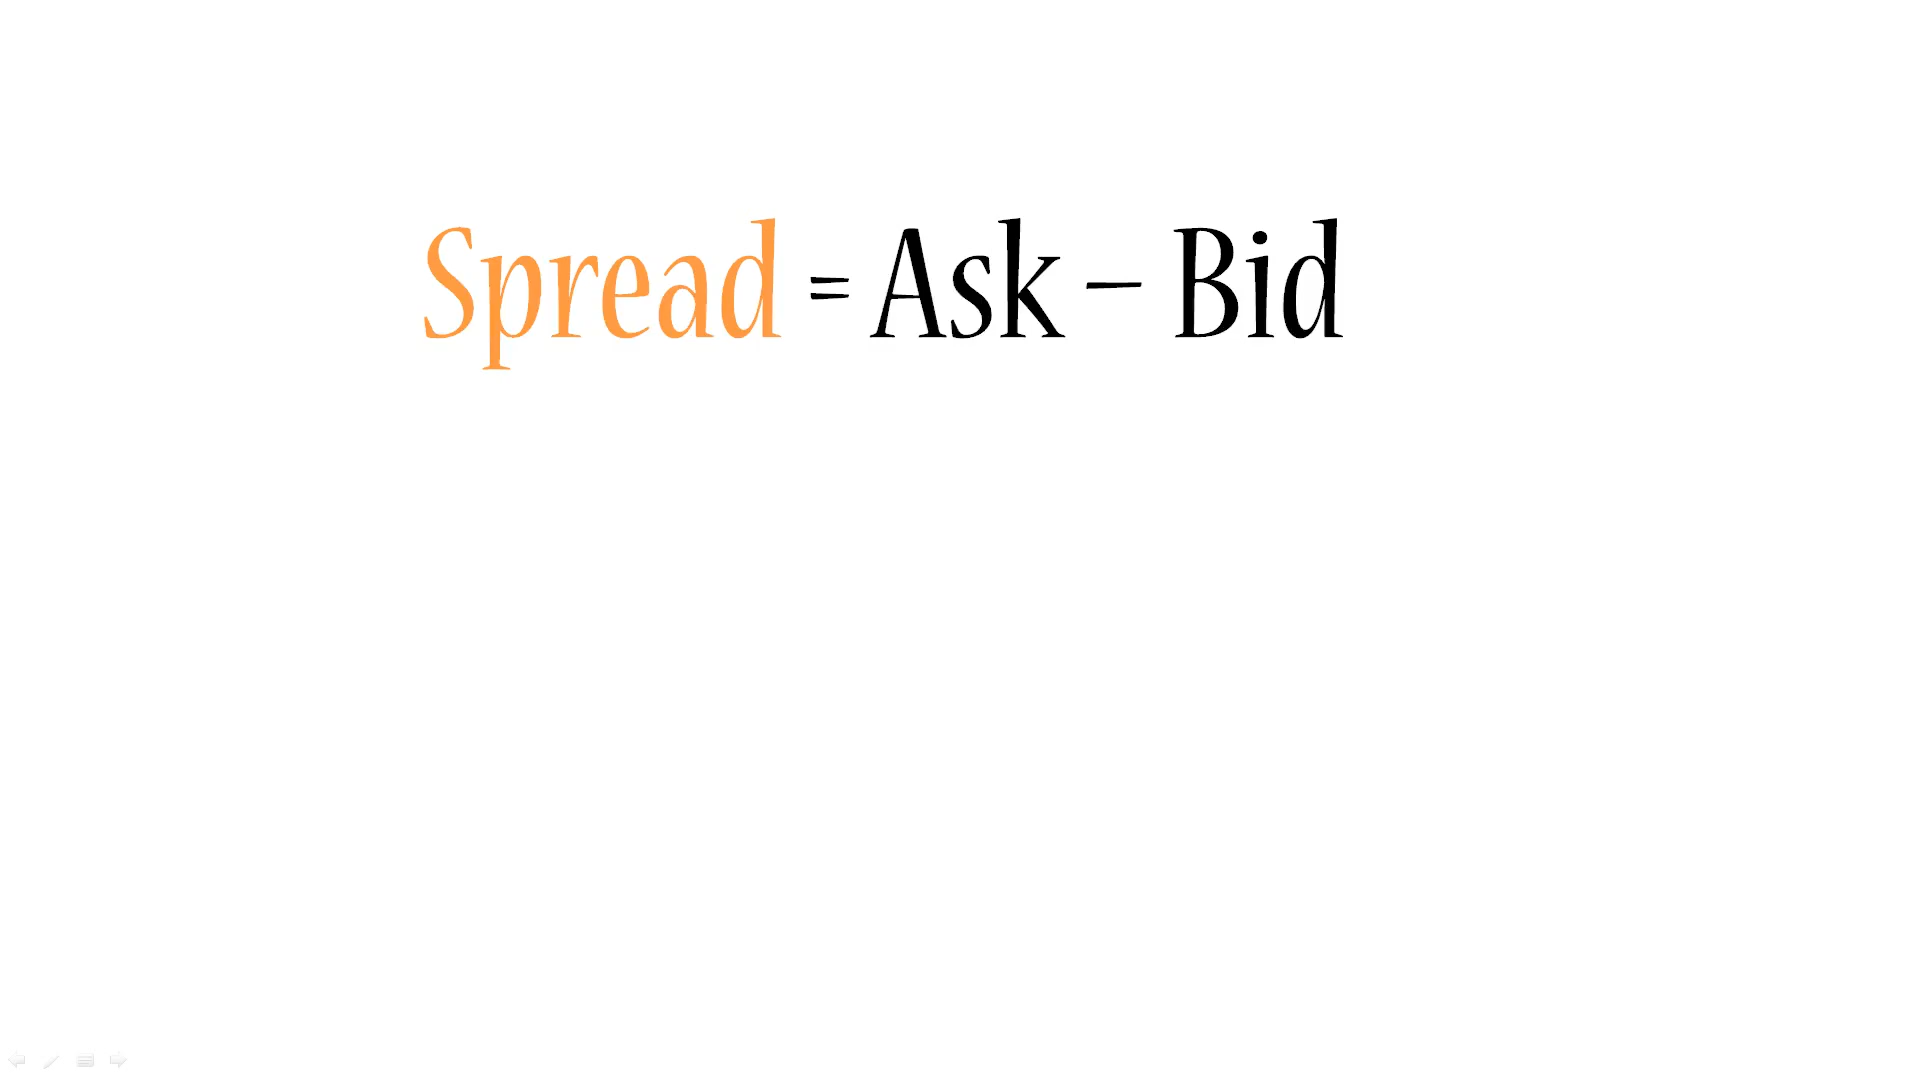 Spread = Ask – Bid